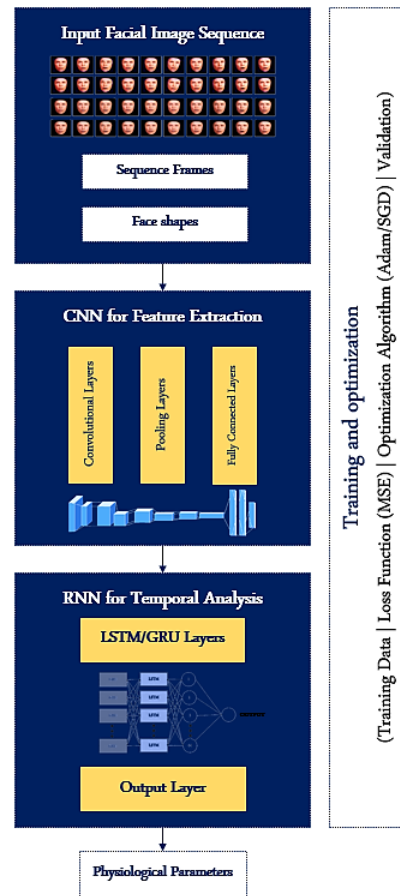 Input Facial Image Sequence
Sequence Frames
Face shapes
CNN for Feature Extraction
Convolutional Layers
Pooling Layers
Fully Connected Layers
RNN for Temporal Analysis
LSTM/GRU Layers
LSTM
LSTM
LSTM
LSTM
Output Layer
Physiological Parameters
Training and optimization
(Training Data | Loss Function (MSE) | Optimization Algorithm (Adam/SGD) | Validation)